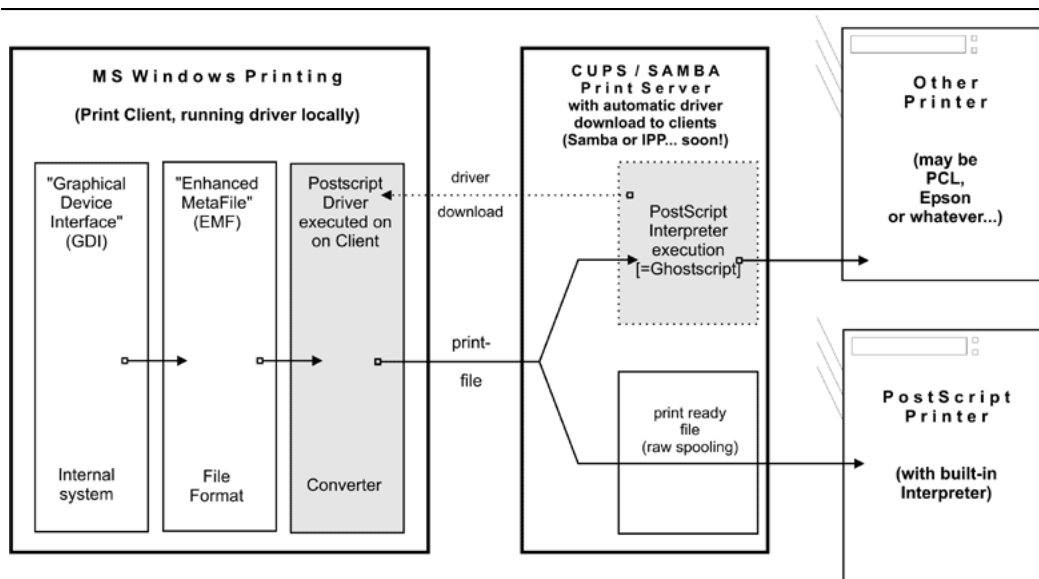 MS Windows Printing
(Print Client, running driver locally)
"Graphical
Device
Interface"
(GDI)
Internal
system
"Enhanced
MetaFile"
(EMF)
File
Format
Postscript
Driver
executed on
on Client
Converter
driver
download
print-
file
CUPS / SAMBA
Print Server
with automatic driver
download to clients
(Samba or IPP... soon!)
PostScript
Interpreter
execution
[=Ghostscript]
print ready
file
(raw spooling)
Other
Printer
(may be
PCL,
Epson
or whatever...)
PostScript
Printer
(with built-in
Interpreter)